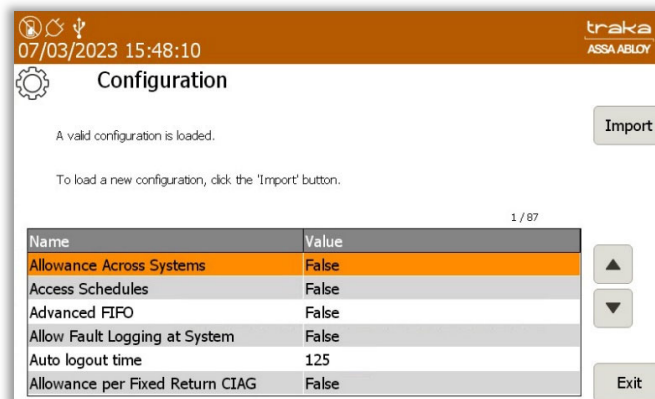 07/03/2023 15:48:10
traka
ASSA ABLOY
Configuration
Import
A valid configuration is loaded.
To load a new configuration, click the 'Import' button.
1 / 87
Name Value
Allowance Across Systems False
Access Schedules False
Advanced FIFO False
Allow Fault Logging at System False
Auto logout time 125
Allowance per Fixed Return CIAG False
Exit